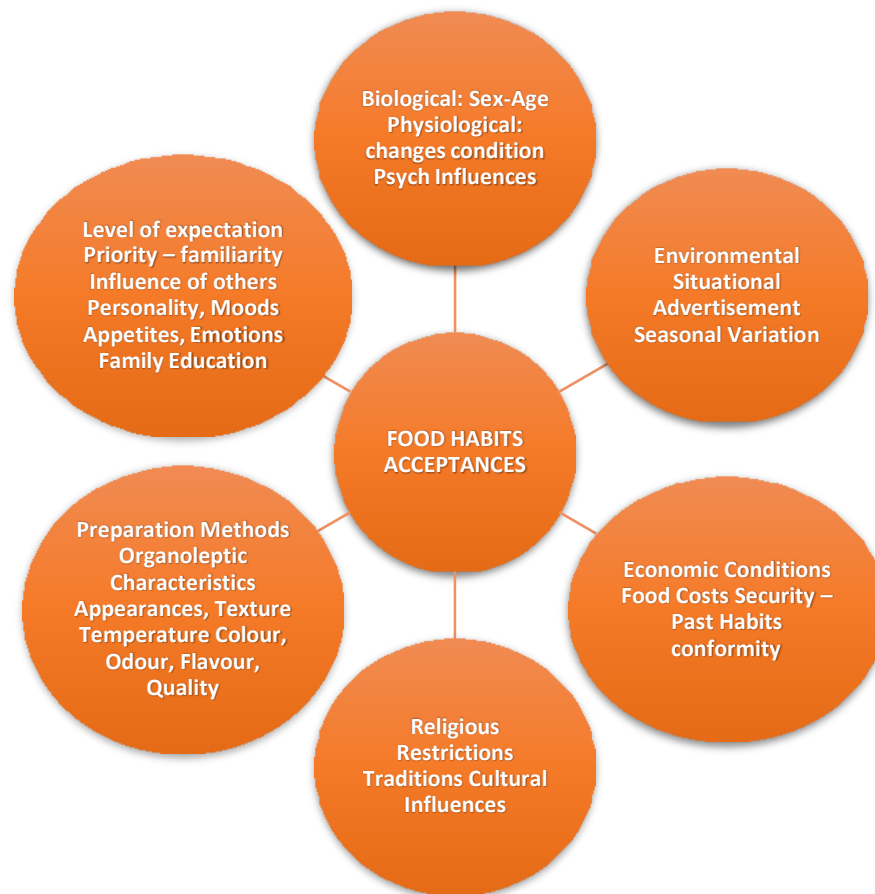 Biological: Sex-Age
Physiological:
changes condition
Psych Influences
Level of expectation
Priority – familiarity
Influence of others
Personality, Moods
Appetites, Emotions
Family Education
Environmental
Situational
Advertisement
Seasonal Variation
FOOD HABITS
ACCEPTANCES
Preparation Methods
Organoleptic
Characteristics
Appearances, Texture
Temperature Colour,
Odour, Flavour,
Quality
Economic Conditions
Food Costs Security –
Past Habits
conformity
Religious
Restrictions
Traditions Cultural
Influences